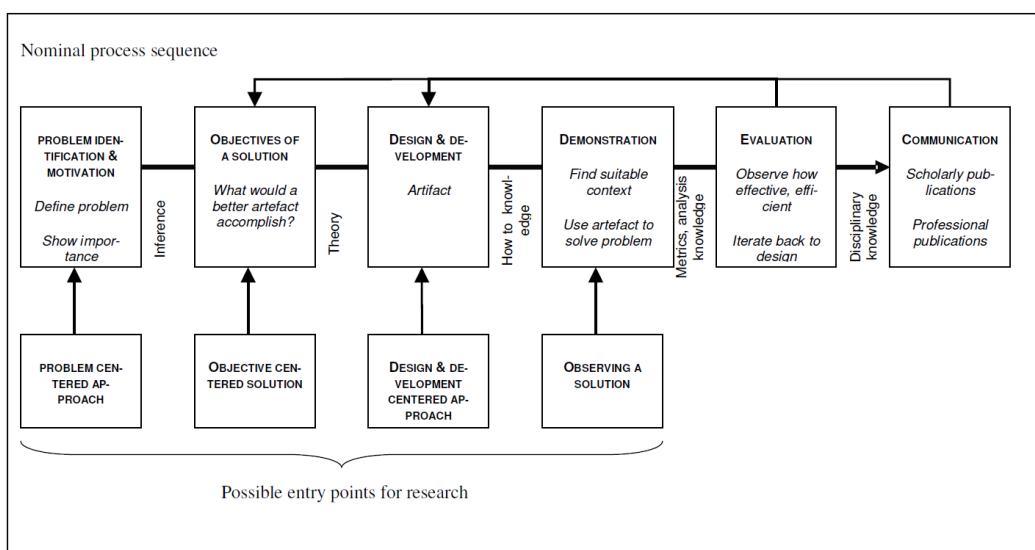 Nominal process sequence
PROBLEM IDEN-
TIFICATION &
MOTIVATION
Define problem
Show impor-
tance
Inference
OBJECTIVES OF
A SOLUTION
What would a
better artefact
accomplish?
Theory
DESIGN & DE-
VELOPMENT
Artifact
How to knowl-
edge
DEMONSTRATION
Find suitable
context
Use artefact to
solve problem
Metrics, analysis
knowledge
EVALUATION
Observe how
effective, effi-
cient
Iterate back to
design
Disciplinary
knowledge
COMMUNICATION
Scholarly pub-
lications
Professional
publications
PROBLEM CEN-
TERED AP-
PROACH
OBJECTIVE CEN-
TERED SOLUTION
DESIGN & DE-
VELOPMENT
CENTERED AP-
PROACH
OBSERVING A
SOLUTION
Possible entry points for research